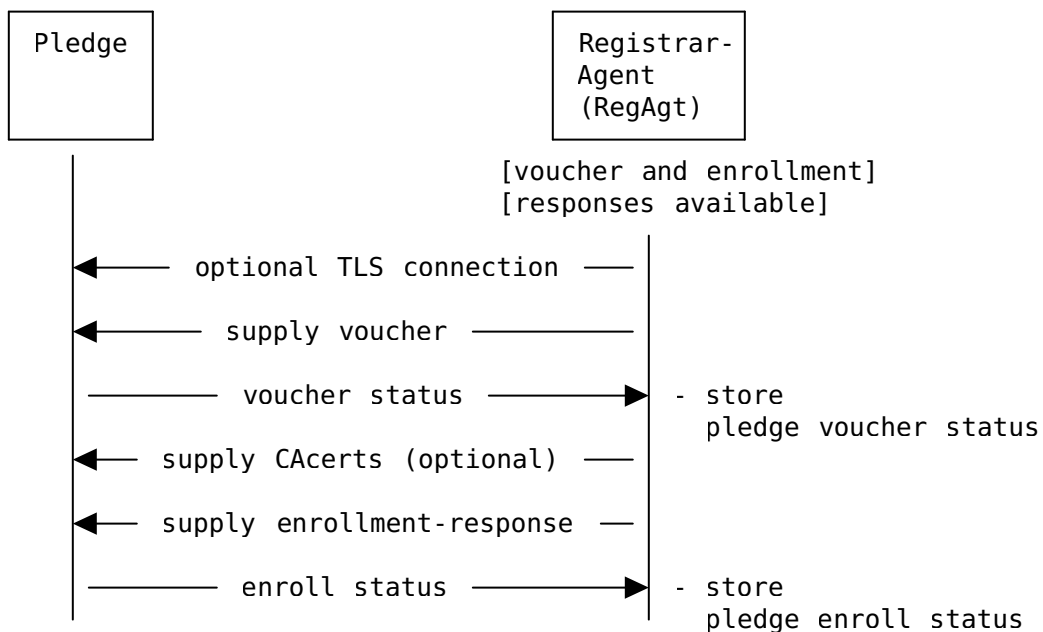 Pledge
Registrar-
Agent
(RegAgt)
[voucher and enrollment]
[responses available]
optional TLS connection
supply voucher
voucher status
- store
pledge voucher status
supply CAcerts (optional)
supply enrollment-response
enroll status
- store
pledge enroll status